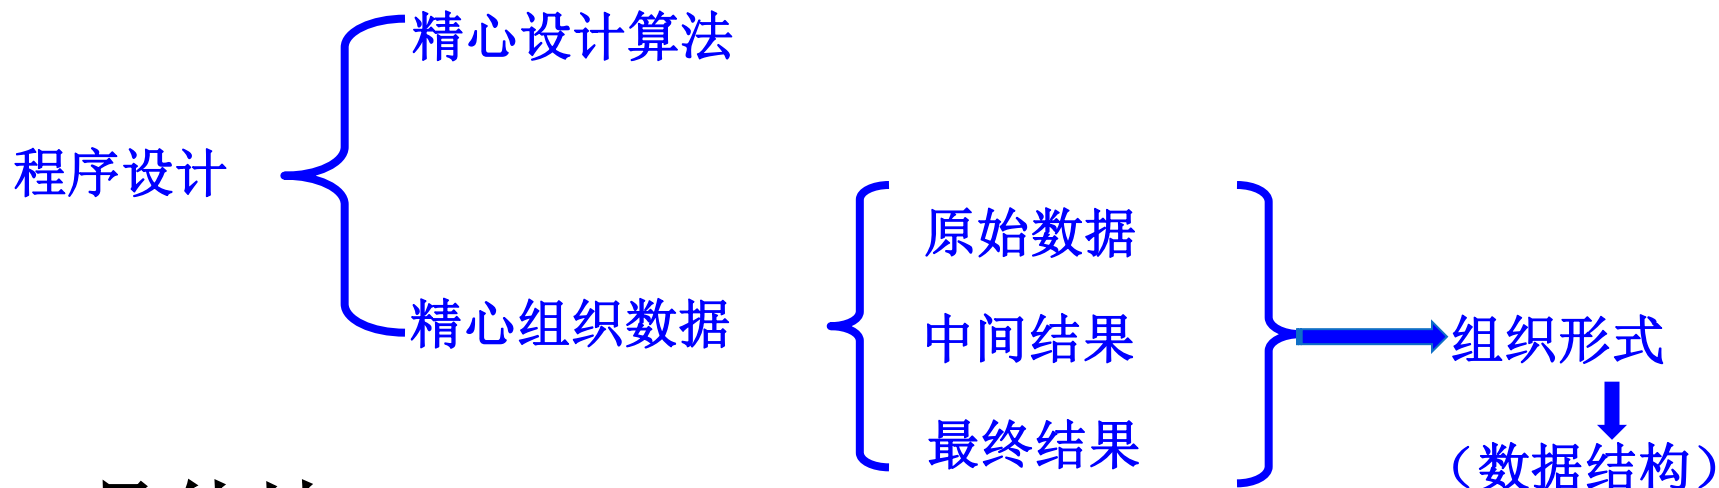 精心设计算法
程序设计
精心组织数据
原始数据
中间结果
最终结果
组织形式
（数据结构）